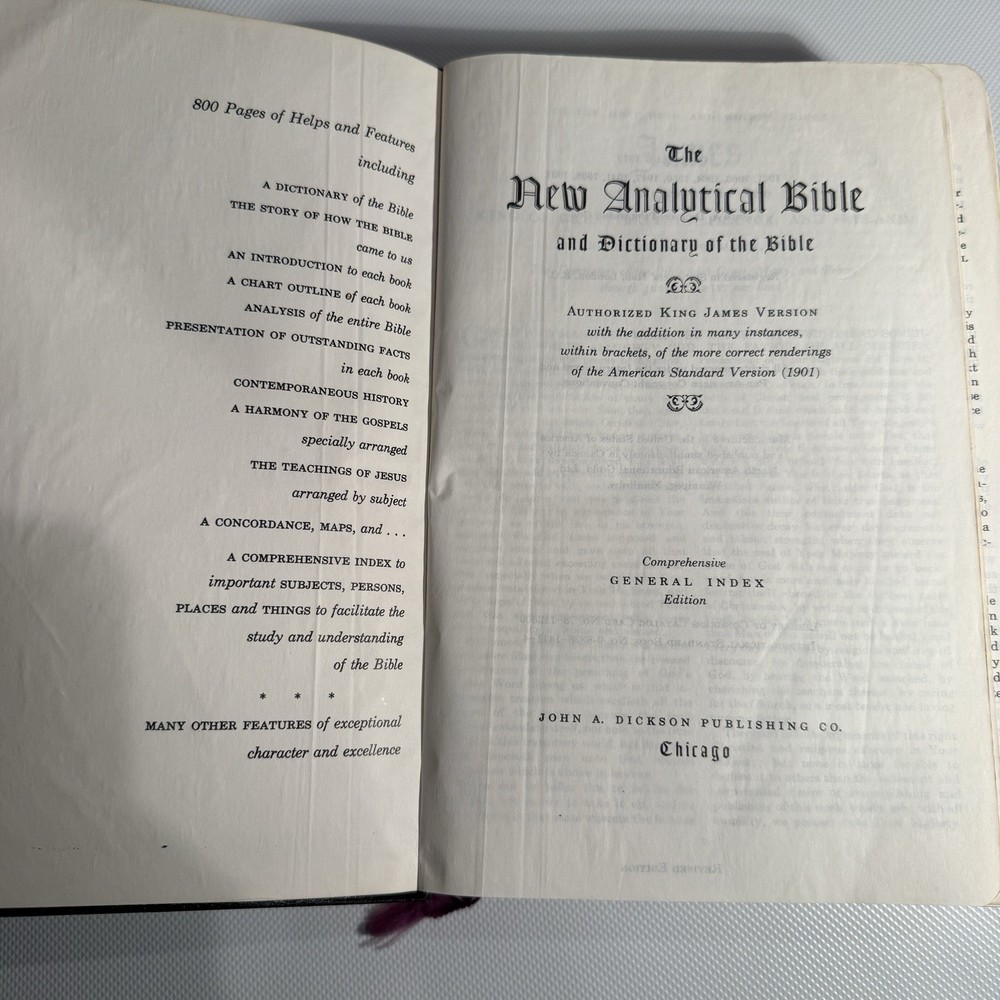 800 Pages of Helps and Features
including
A DICTIONARY of the Bible
THE STORY OF HOW THE BIBLE
came to us
AN INTRODUCTION to each book
A CHART OUTLINE of each book
ANALYSIS of the entire Bible
PRESENTATION OF OUTSTANDING FACTS
in each book
CONTEMPORANEOUS HISTORY
A HARMONY OF THE GOSPELS
specially arranged
THE TEACHINGS OF JESUS
arranged by subject
A CONCORDANCE, MAPS, and . . .
A COMPREHENSIVE INDEX to
important SUBJECTS, PERSONS,
PLACES and THINGS to facilitate the
study and understanding
of the Bible
* * *
MANY OTHER FEATURES of exceptional
character and excellence
The
New Analytical Bible
and Dictionary of the Bible
AUTHORIZED KING JAMES VERSION
with the addition in many instances,
within brackets, of the more correct renderings
of the American Standard Version (1901)
Comprehensive
GENERAL INDEX
Edition
JOHN A. DICKSON PUBLISHING CO.
Chicago